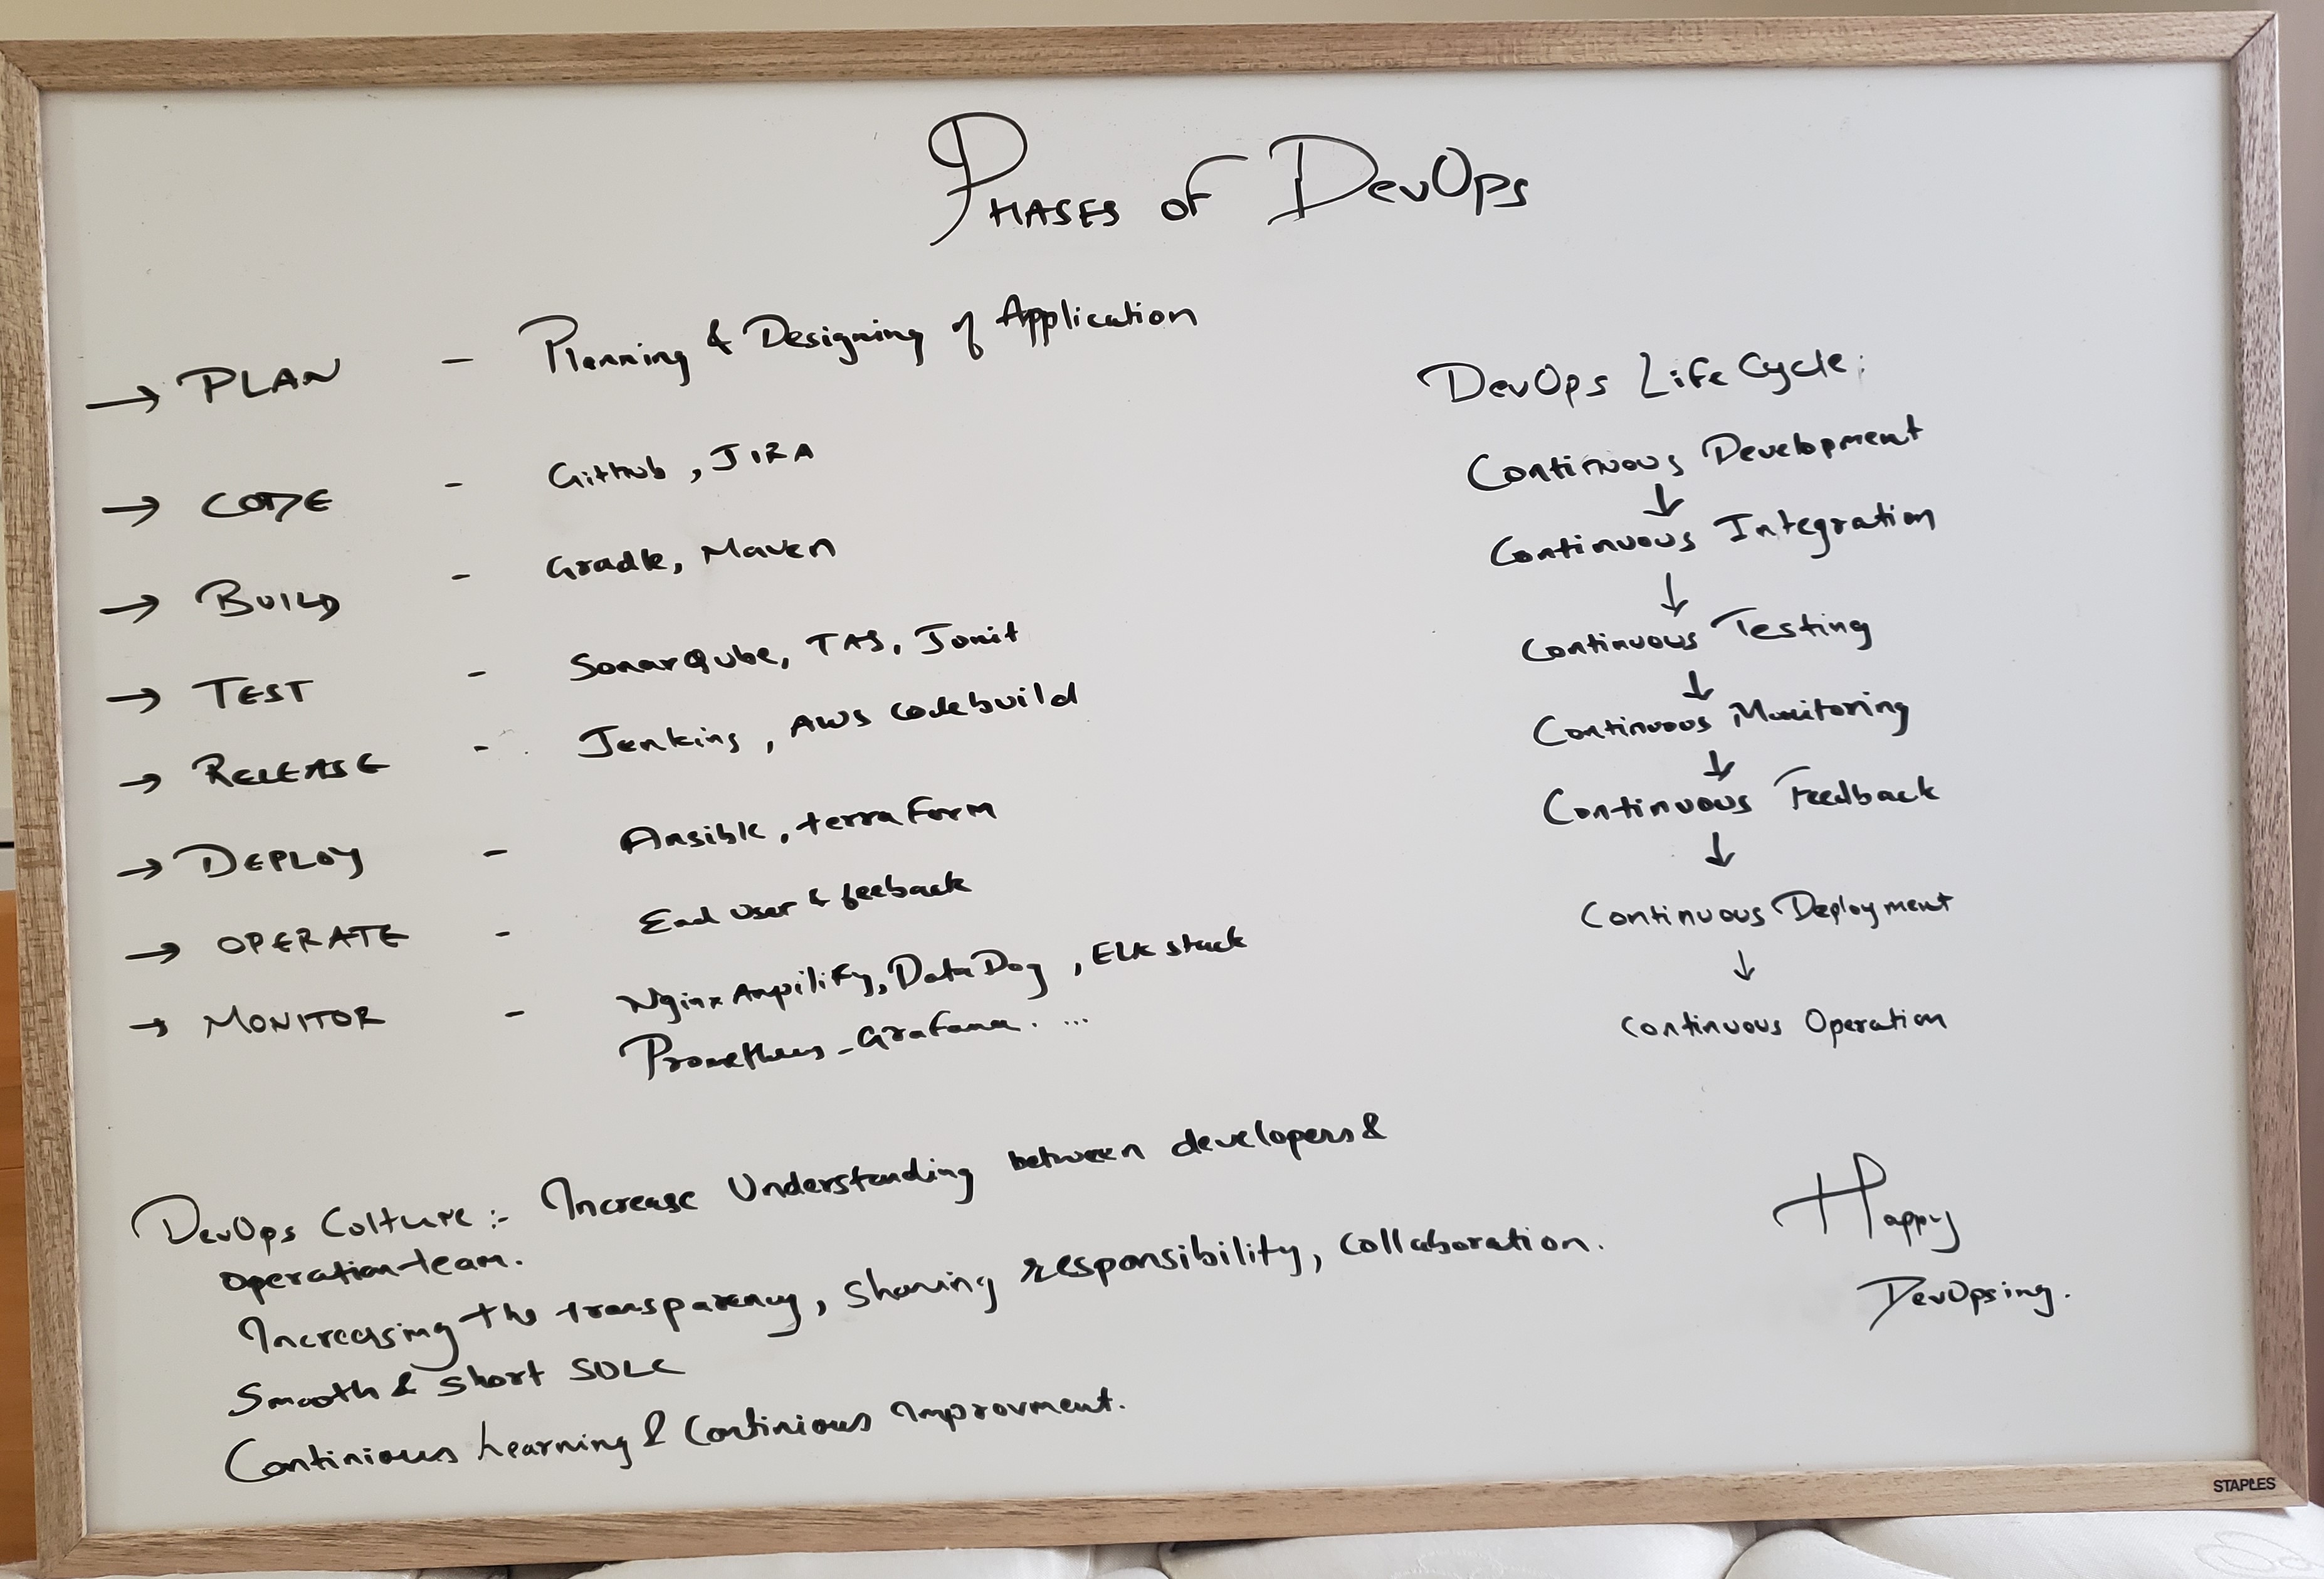 PHASES OF DevOps
→ PLAN - Planning & Designing of Application
→ CODE - Github, JIRA
→ BUILD - Gradle, Maven
→ TEST - SonarQube, TAS, Junit
→ RELEASE - Jenkins, AWS Codebuild
→ DEPLOY - Ansible, terraform
→ OPERATE - End user & feeback
→ MONITOR - Nginx Ampilify, DataDog, ELK stack
Prometheus - Grafana. ...
DevOps Life Cycle:
Continuous Development
↓
Continuous Integration
↓
Continuous Testing
↓
Continuous Monitoring
↓
Continuous Feedback
↓
Continuous Deployment
↓
Continuous Operation
DevOps Culture :- Increase Understanding between developers &
operation team.
Increasing the transparency, sharing responsibility, collaboration.
Smooth & short SDLC
Continious Learning & Continious Improvment.
Happy
DevOpsing.
STAPLES